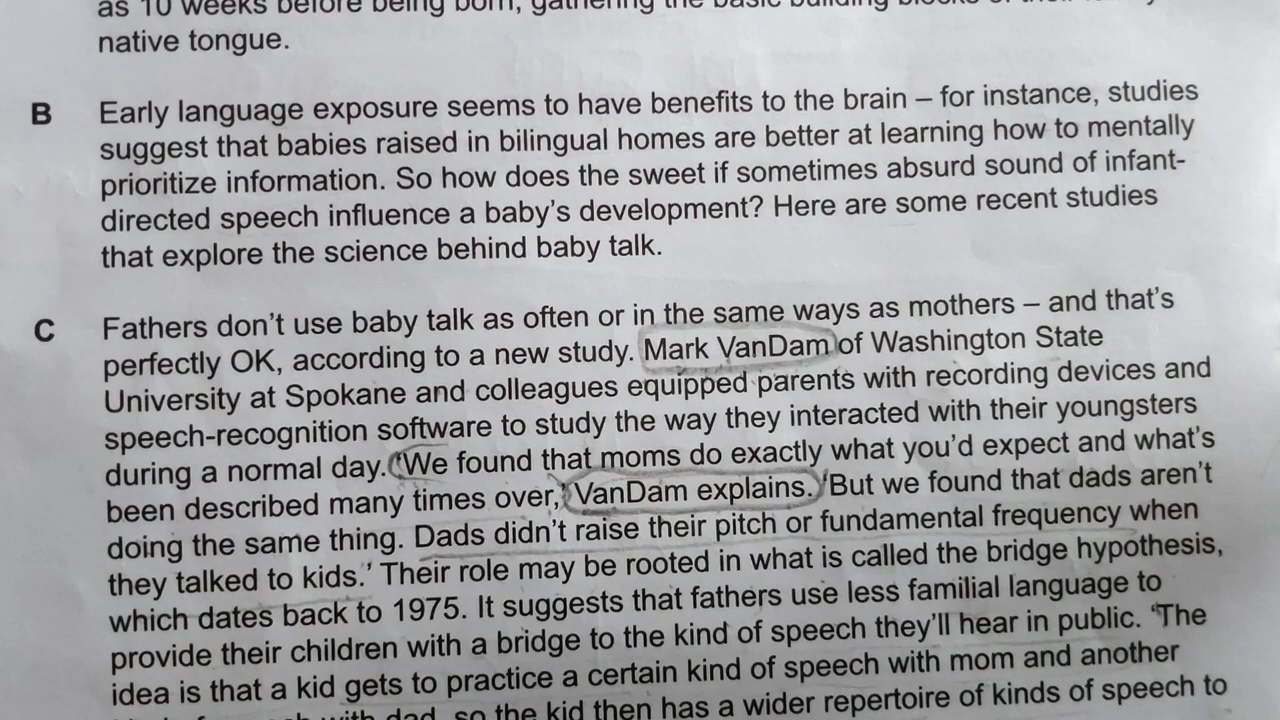 as 10 weeks before being born, gathering the basic building blocks of their
native tongue.
B Early language exposure seems to have benefits to the brain – for instance, studies
suggest that babies raised in bilingual homes are better at learning how to mentally
prioritize information. So how does the sweet if sometimes absurd sound of infant-
directed speech influence a baby's development? Here are some recent studies
that explore the science behind baby talk.
C Fathers don't use baby talk as often or in the same ways as mothers – and that's
perfectly OK, according to a new study. Mark VanDam of Washington State
University at Spokane and colleagues equipped parents with recording devices and
speech-recognition software to study the way they interacted with their youngsters
during a normal day. 'We found that moms do exactly what you'd expect and what's
been described many times over,' VanDam explains. 'But we found that dads aren't
doing the same thing. Dads didn't raise their pitch or fundamental frequency when
they talked to kids.' Their role may be rooted in what is called the bridge hypothesis,
which dates back to 1975. It suggests that fathers use less familial language to
provide their children with a bridge to the kind of speech they'll hear in public. 'The
idea is that a kid gets to practice a certain kind of speech with mom and another
with dad, so the kid then has a wider repertoire of kinds of speech to